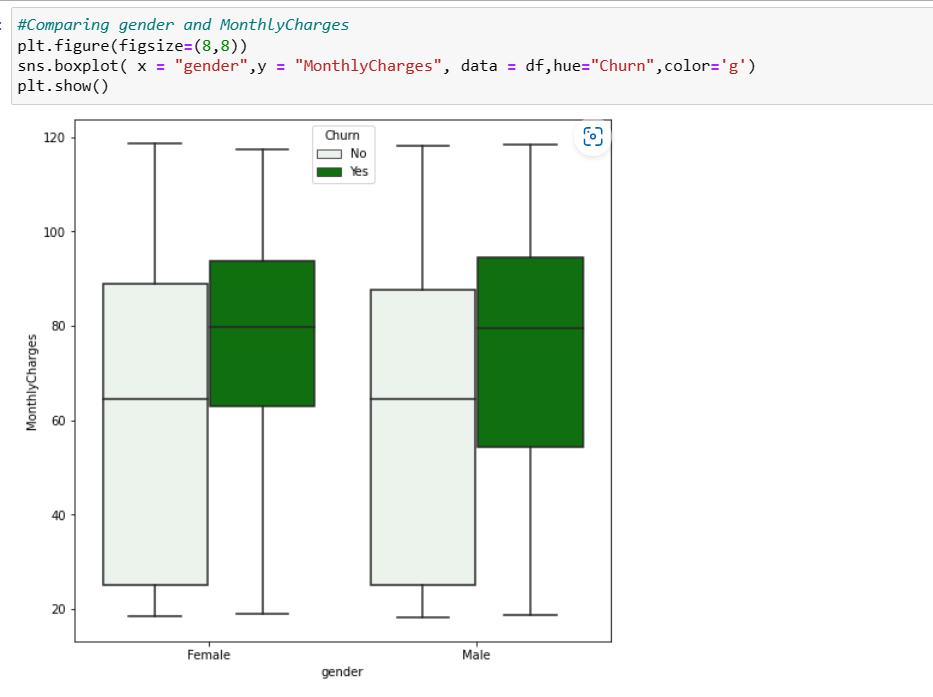 #Comparing gender and MonthlyCharges
plt.figure(figsize=(8,8))
sns.boxplot( x = "gender",y = "MonthlyCharges", data = df,hue="Churn",color='g')
plt.show()
120
100
80
60
40
20
MonthlyCharges
Churn
No
Yes
Female
Male
gender